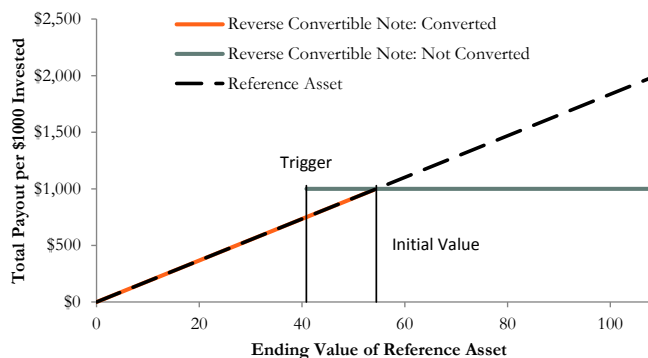 $2,500
$2,000
$1,500
$1,000
$500
$0
Total Payout per $1000 Invested
Reverse Convertible Note: Converted
Reverse Convertible Note: Not Converted
Reference Asset
Trigger
Initial Value
0 20 40 60 80 100
Ending Value of Reference Asset